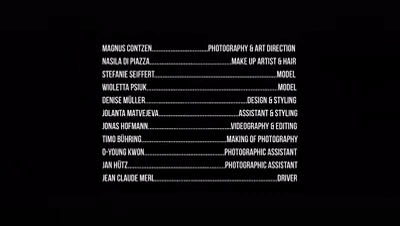 MAGNUS CONTZEN............................PHOTOGRAPHY & ART DIRECTION
NASILA DI PIAZZA............................MAKE UP ARTIST & HAIR
STEFANIE SEIFFERT............................MODEL
WIOLETTA PSIUK............................MODEL
DENISE MÜLLER............................DESIGN & STYLING
JOLANTA MATVEJEVA............................ASSISTANT & STYLING
JONAS HOFMANN............................VIDEOGRAPHY & EDITING
TIMO BÜHRING............................MAKING OF PHOTOGRAPHY
O-YOUNG KWON............................PHOTOGRAPHIC ASSISTANT
JAN HÜTZ............................PHOTOGRAPHIC ASSISTANT
JEAN CLAUDE MERL............................DRIVER